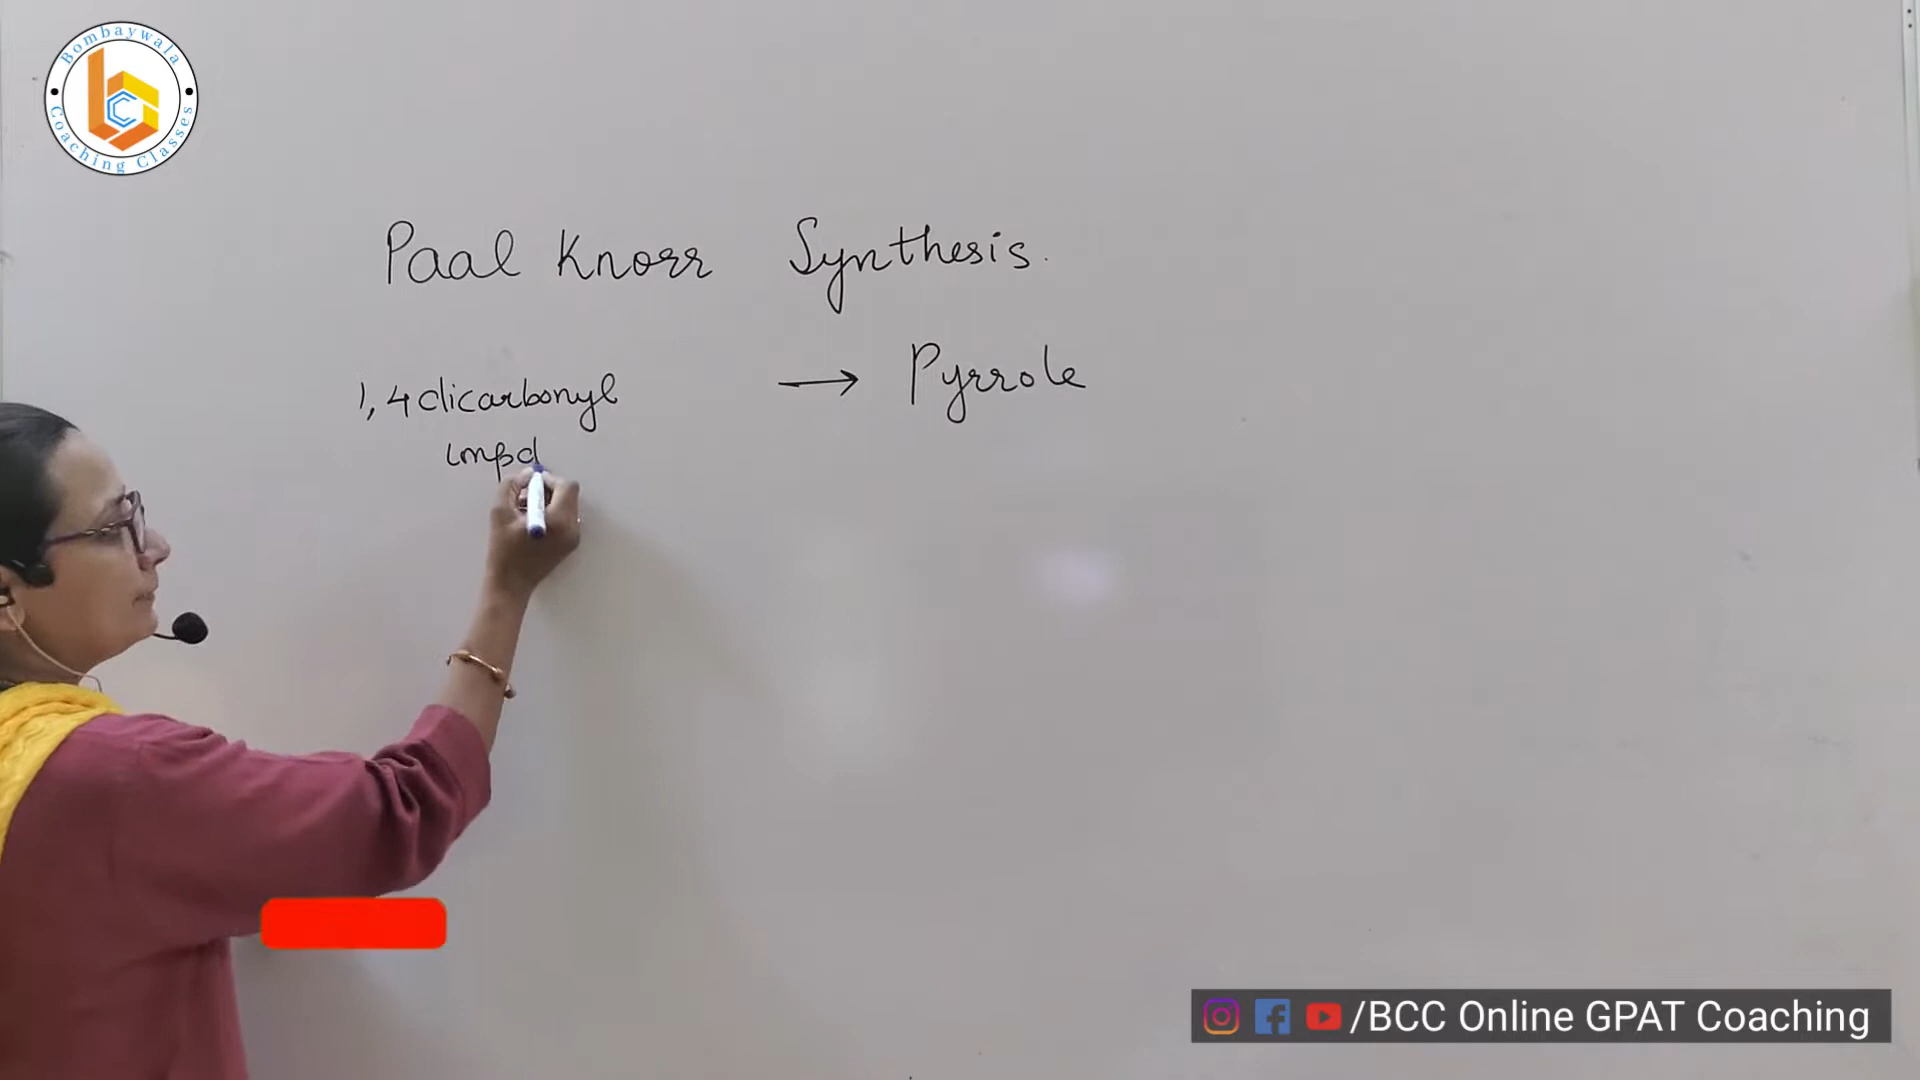 Bombaywala
Coaching Classes
Paal Knorr Synthesis.
1,4 dicarbonyl → Pyrrole
cmpd
/BCC Online GPAT Coaching